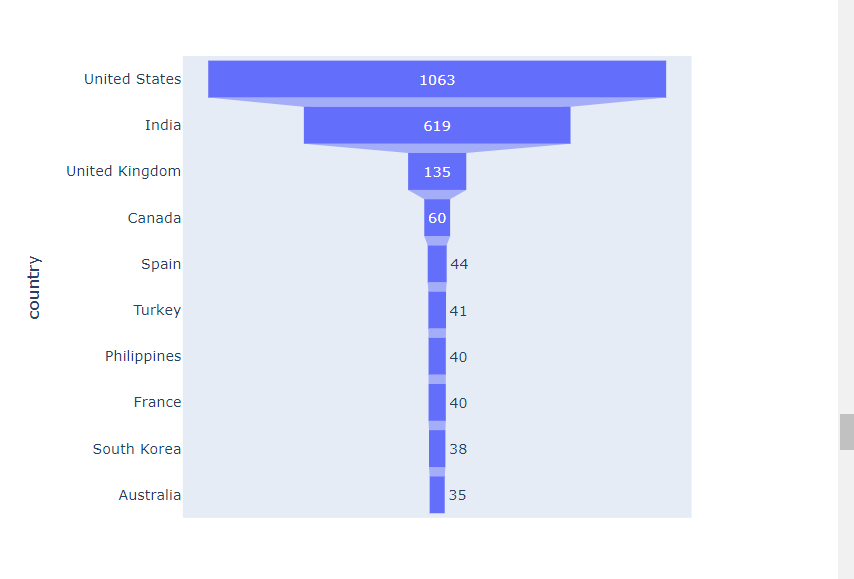 country
United States 1063
India 619
United Kingdom 135
Canada 60
Spain 44
Turkey 41
Philippines 40
France 40
South Korea 38
Australia 35